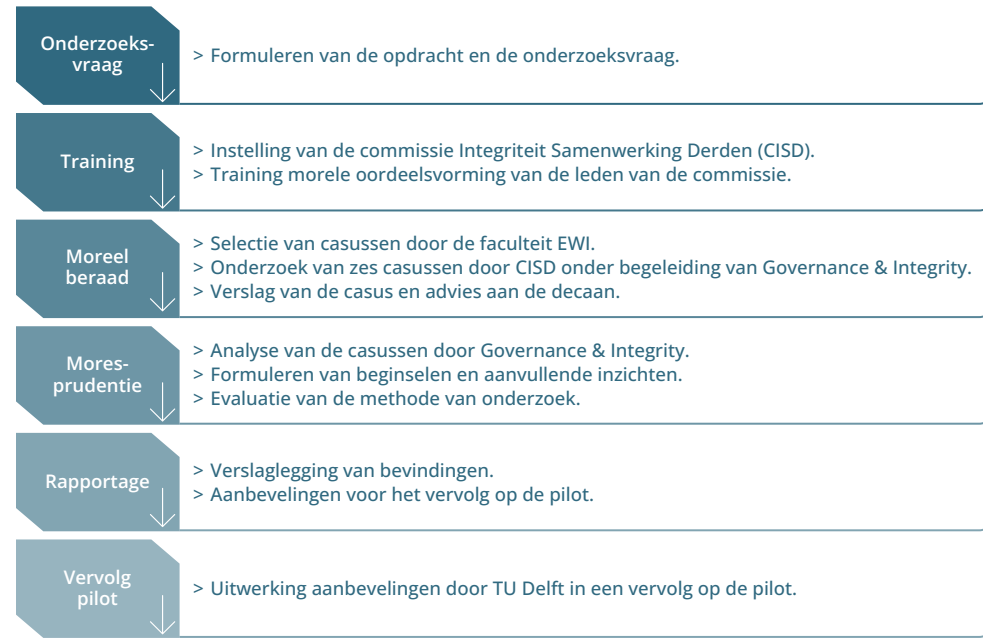 Onderzoeks-
vraag
> Formuleren van de opdracht en de onderzoeksvraag.
Training
> Instelling van de commissie Integriteit Samenwerking Derden (CISD).
> Training morele oordeelsvorming van de leden van de commissie.
Moreel
beraad
> Selectie van casussen door de faculteit EWI.
> Onderzoek van zes casussen door CISD onder begeleiding van Governance & Integrity.
> Verslag van de casus en advies aan de decaan.
Mores-
prudentie
> Analyse van de casussen door Governance & Integrity.
> Formuleren van beginselen en aanvullende inzichten.
> Evaluatie van de methode van onderzoek.
Rapportage
> Verslaglegging van bevindingen.
> Aanbevelingen voor het vervolg op de pilot.
Vervolg
pilot
> Uitwerking aanbevelingen door TU Delft in een vervolg op de pilot.